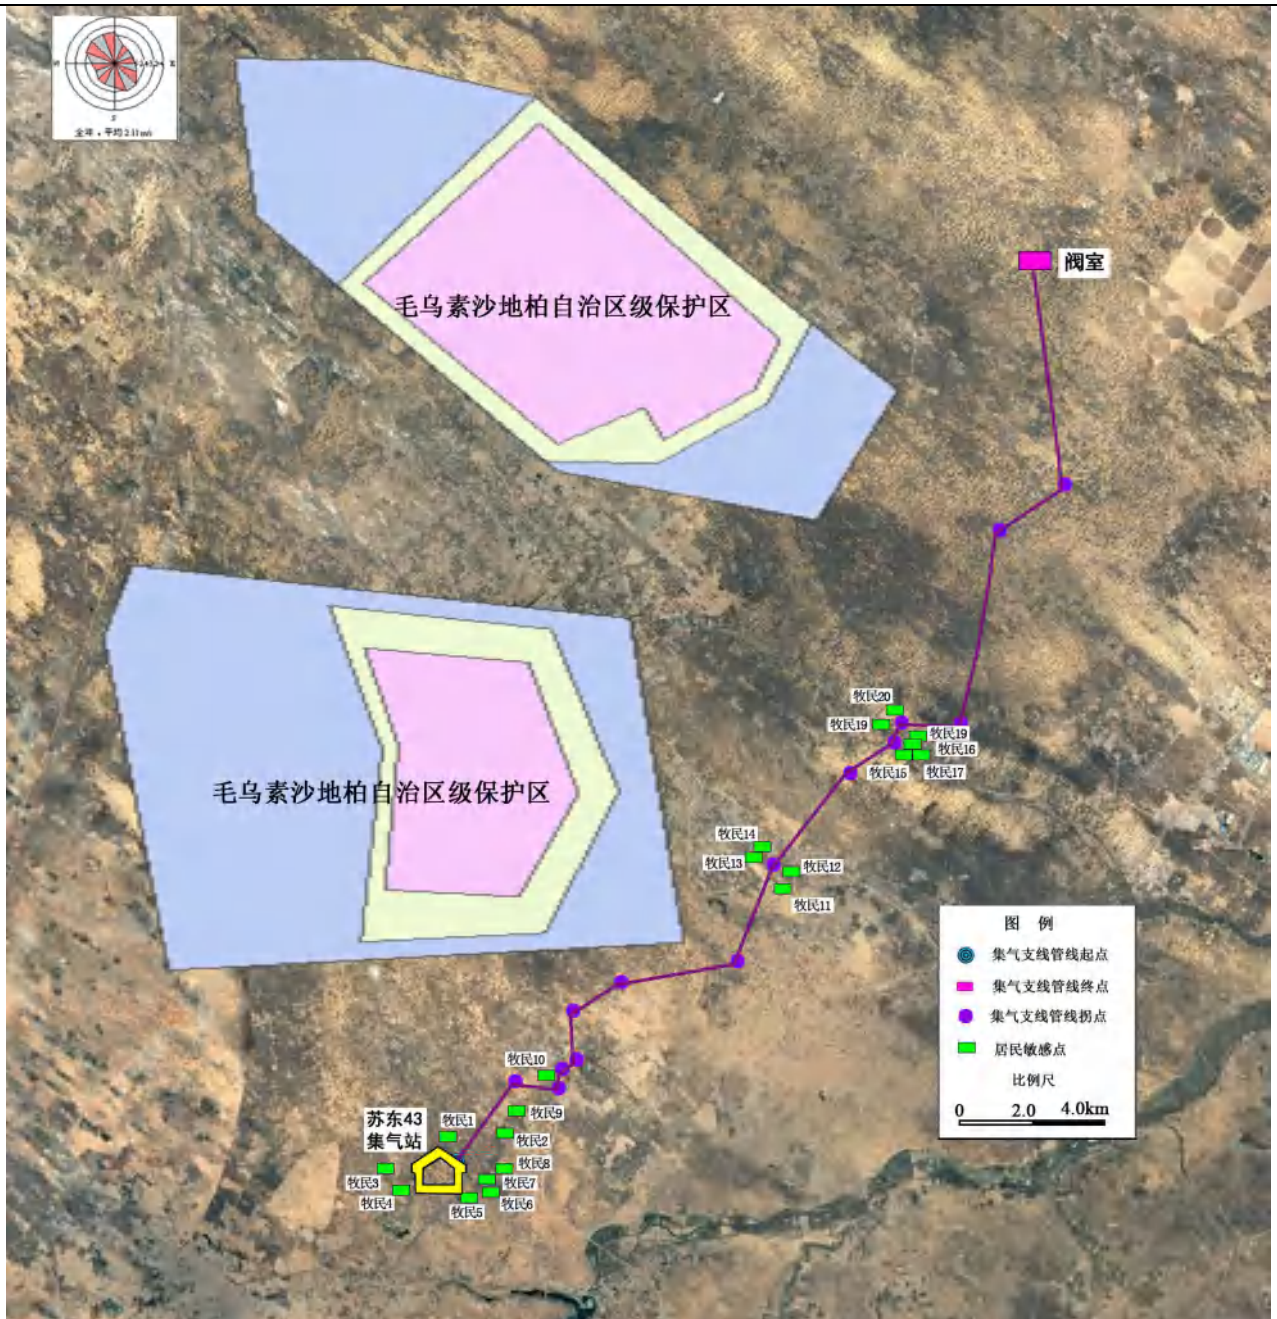 全年，平均2.33m/s
阀室
毛乌素沙地柏自治区级保护区
毛乌素沙地柏自治区级保护区
牧民20
牧民19
牧民19
牧民16
牧民15
牧民17
牧民14
牧民13
牧民12
牧民11
牧民10
牧民9
苏东43
集气站
牧民1
牧民2
牧民8
牧民3
牧民7
牧民4
牧民5
牧民6
图 例
集气支线管线起点
集气支线管线终点
集气支线管线拐点
居民敏感点
比例尺
0 2.0 4.0km